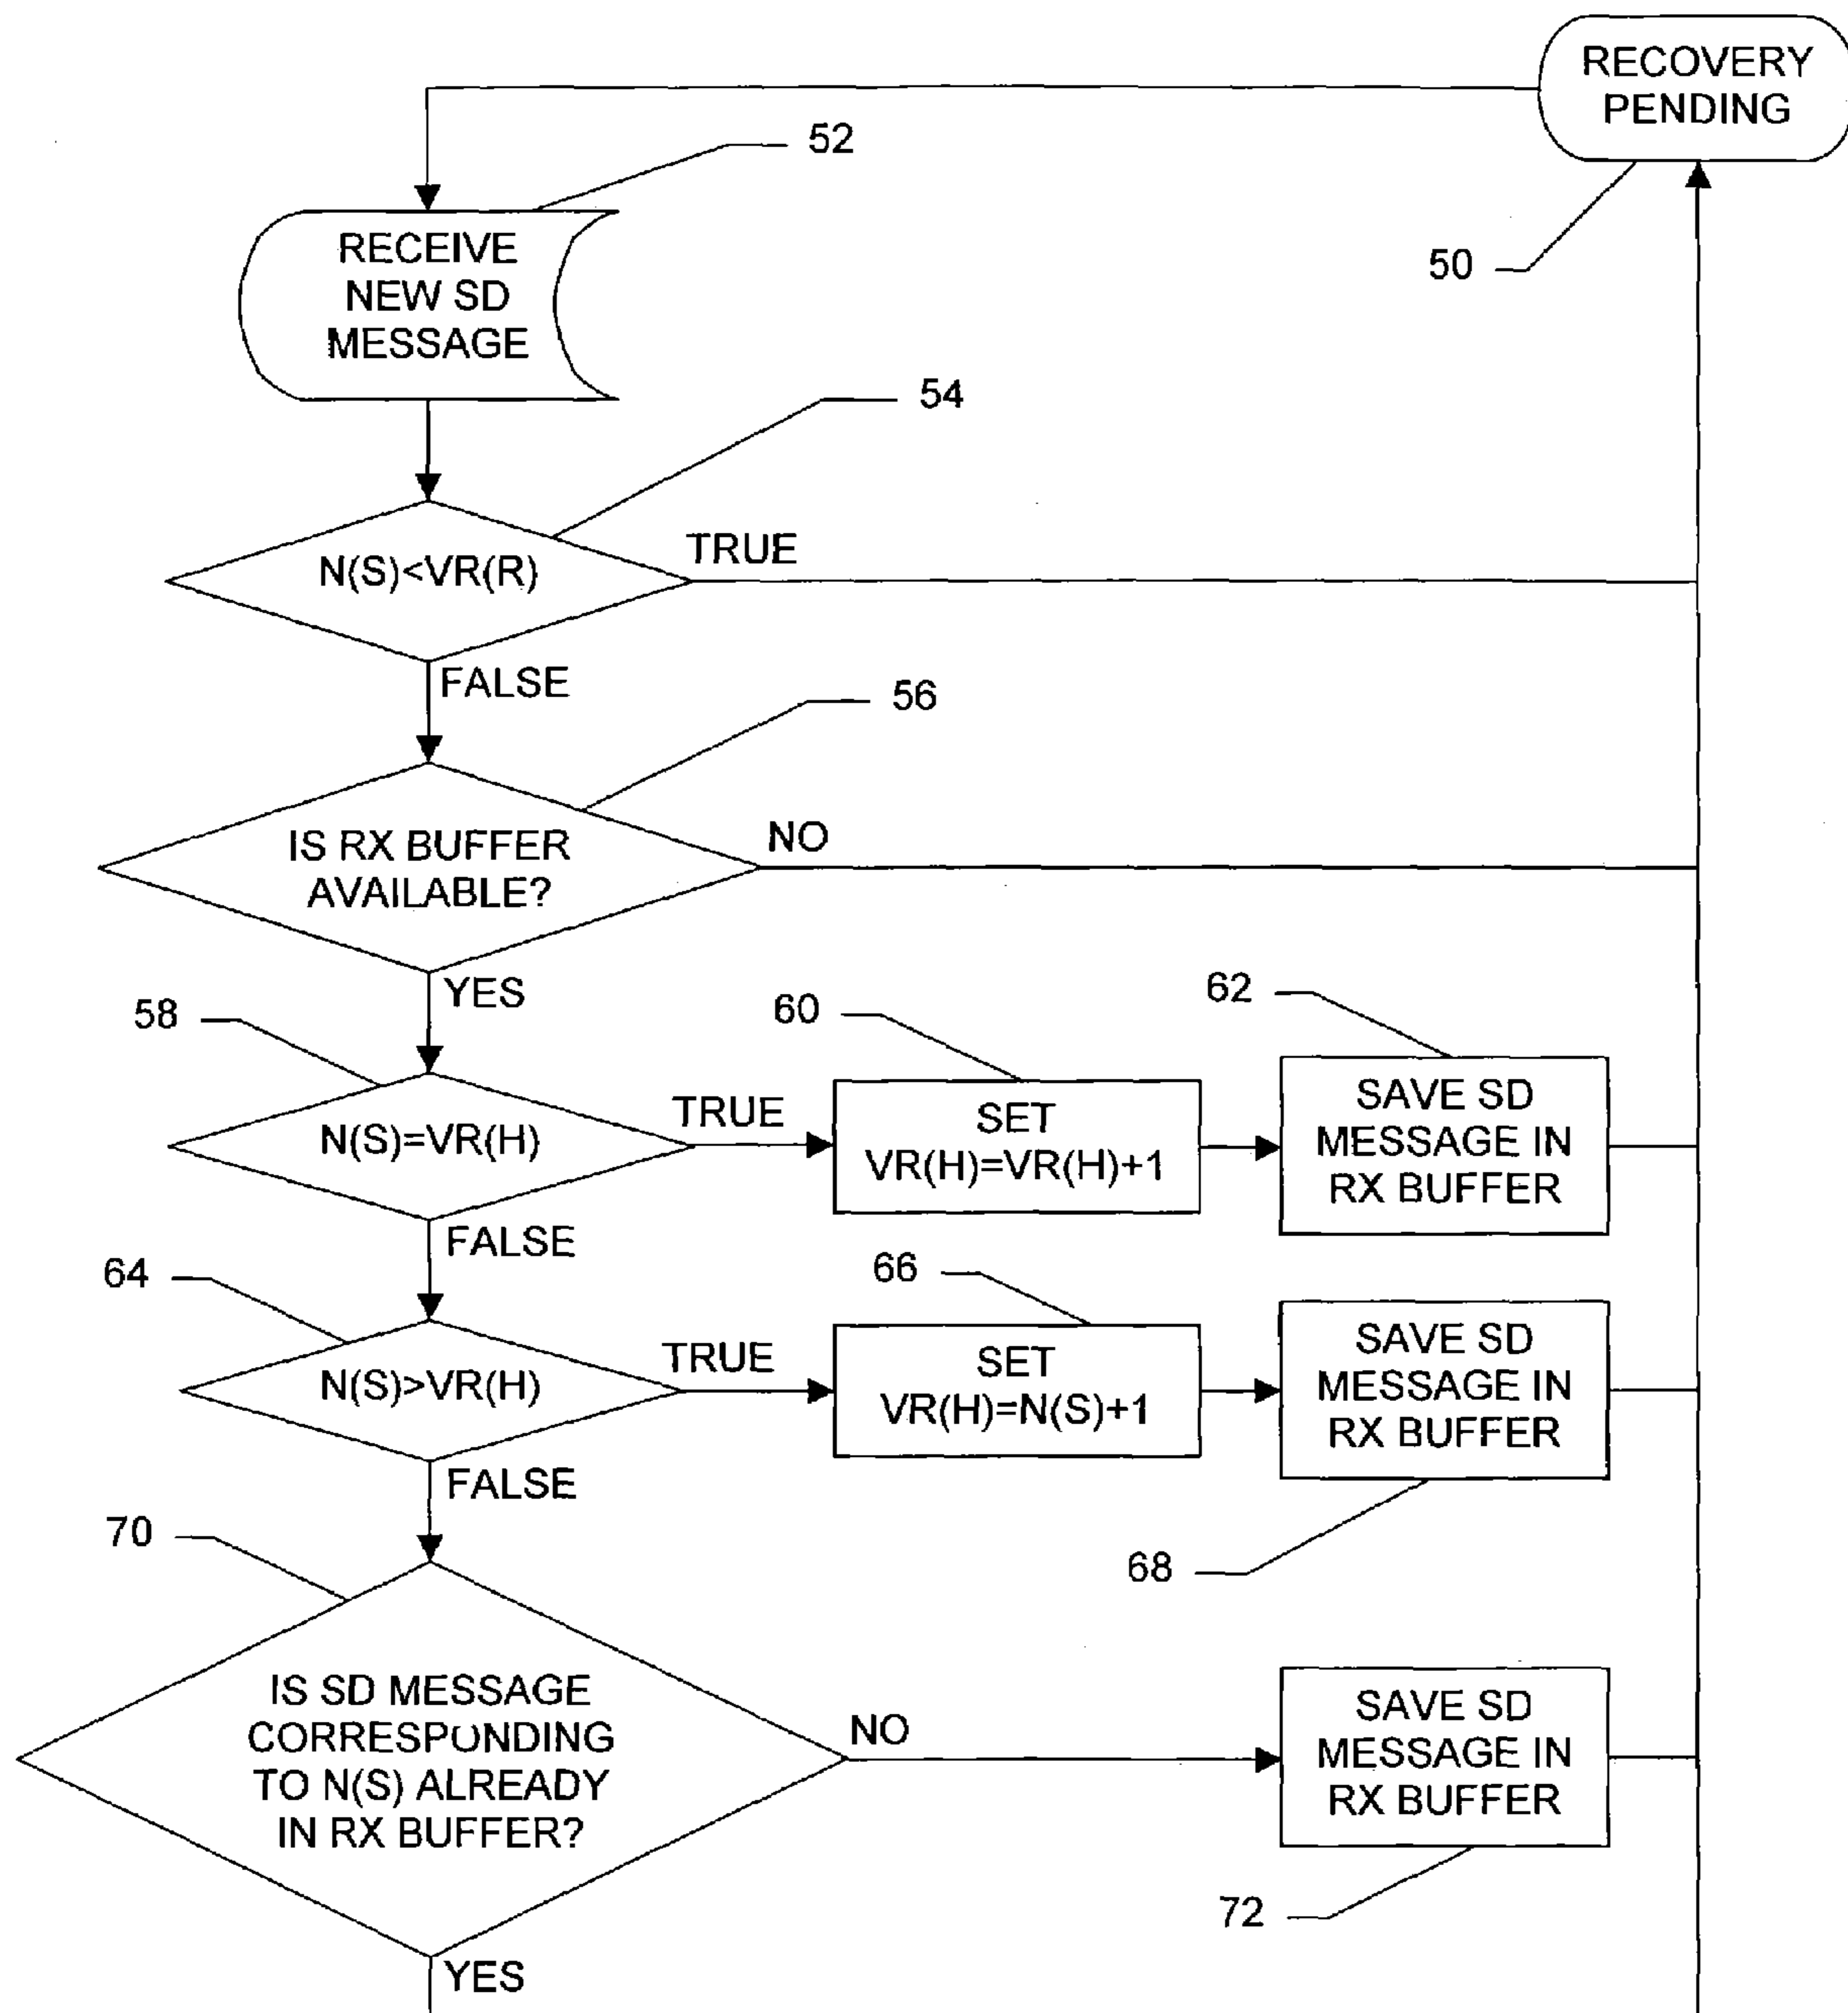 RECOVERY
PENDING
50
52
RECEIVE
NEW SD
MESSAGE
54
N(S)<VR(R)
TRUE
FALSE
56
IS RX BUFFER
AVAILABLE?
NO
YES
58
N(S)=VR(H)
TRUE
60
SET
VR(H)=VR(H)+1
62
SAVE SD
MESSAGE IN
RX BUFFER
FALSE
64
N(S)>VR(H)
TRUE
66
SET
VR(H)=N(S)+1
SAVE SD
MESSAGE IN
RX BUFFER
68
FALSE
70
IS SD MESSAGE
CORRESPONDING
TO N(S) ALREADY
IN RX BUFFER?
NO
SAVE SD
MESSAGE IN
RX BUFFER
72
YES